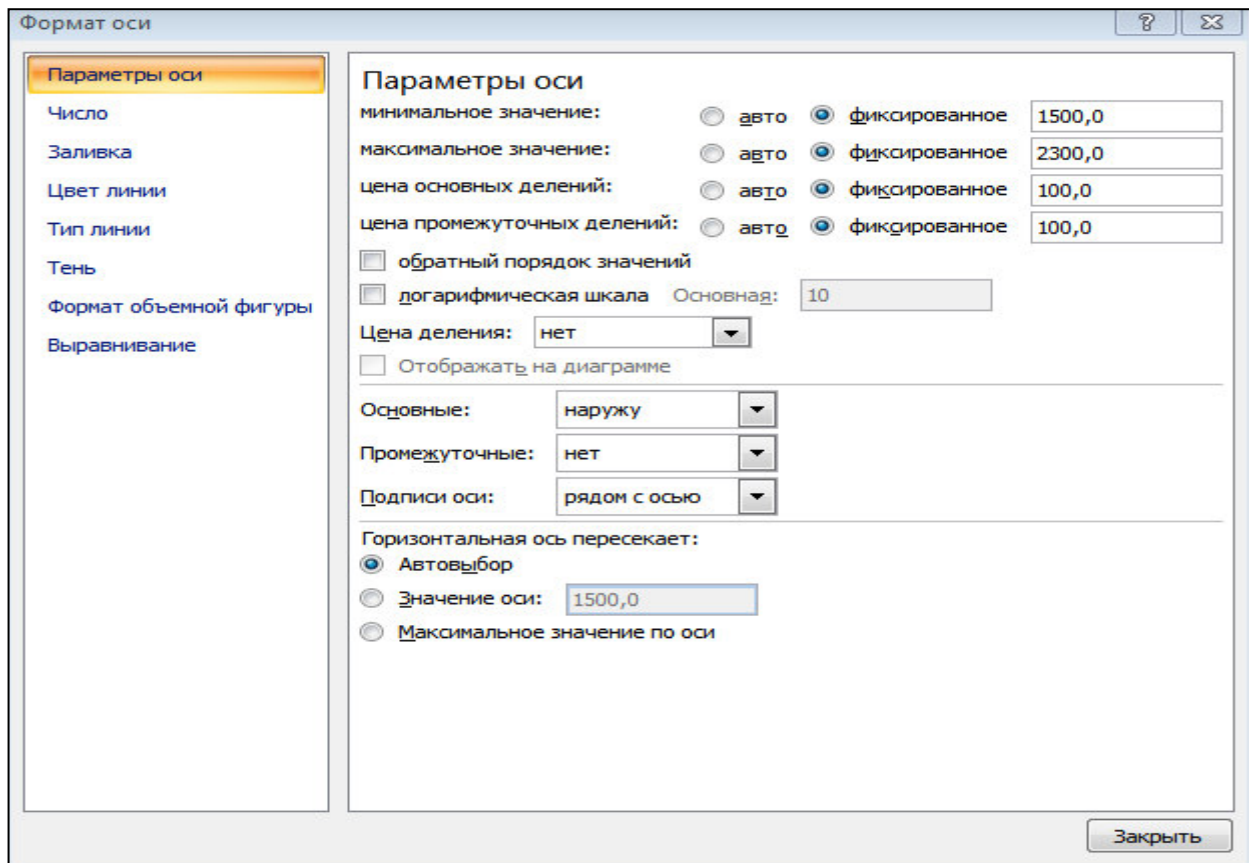 Формат оси
Параметры оси
Число
Заливка
Цвет линии
Тип линии
Тень
Формат объемной фигуры
Выравнивание
Параметры оси
минимальное значение: авто фиксированное 1500,0
максимальное значение: авто фиксированное 2300,0
цена основных делений: авто фиксированное 100,0
цена промежуточных делений: авто фиксированное 100,0
обратный порядок значений
логарифмическая шкала Основная: 10
Цена деления: нет
Отображать на диаграмме
Основные: наружу
Промежуточные: нет
Подписи оси: рядом с осью
Горизонтальная ось пересекает:
Автовыбор
Значение оси: 1500,0
Максимальное значение по оси
Закрыть